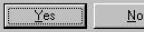 Yes No